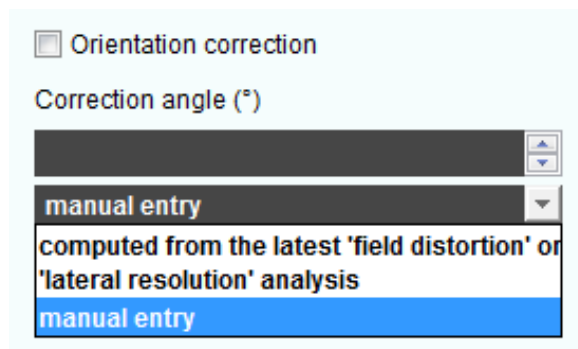 Orientation correction
Correction angle (°)
manual entry
computed from the latest 'field distortion' or
'lateral resolution' analysis
manual entry